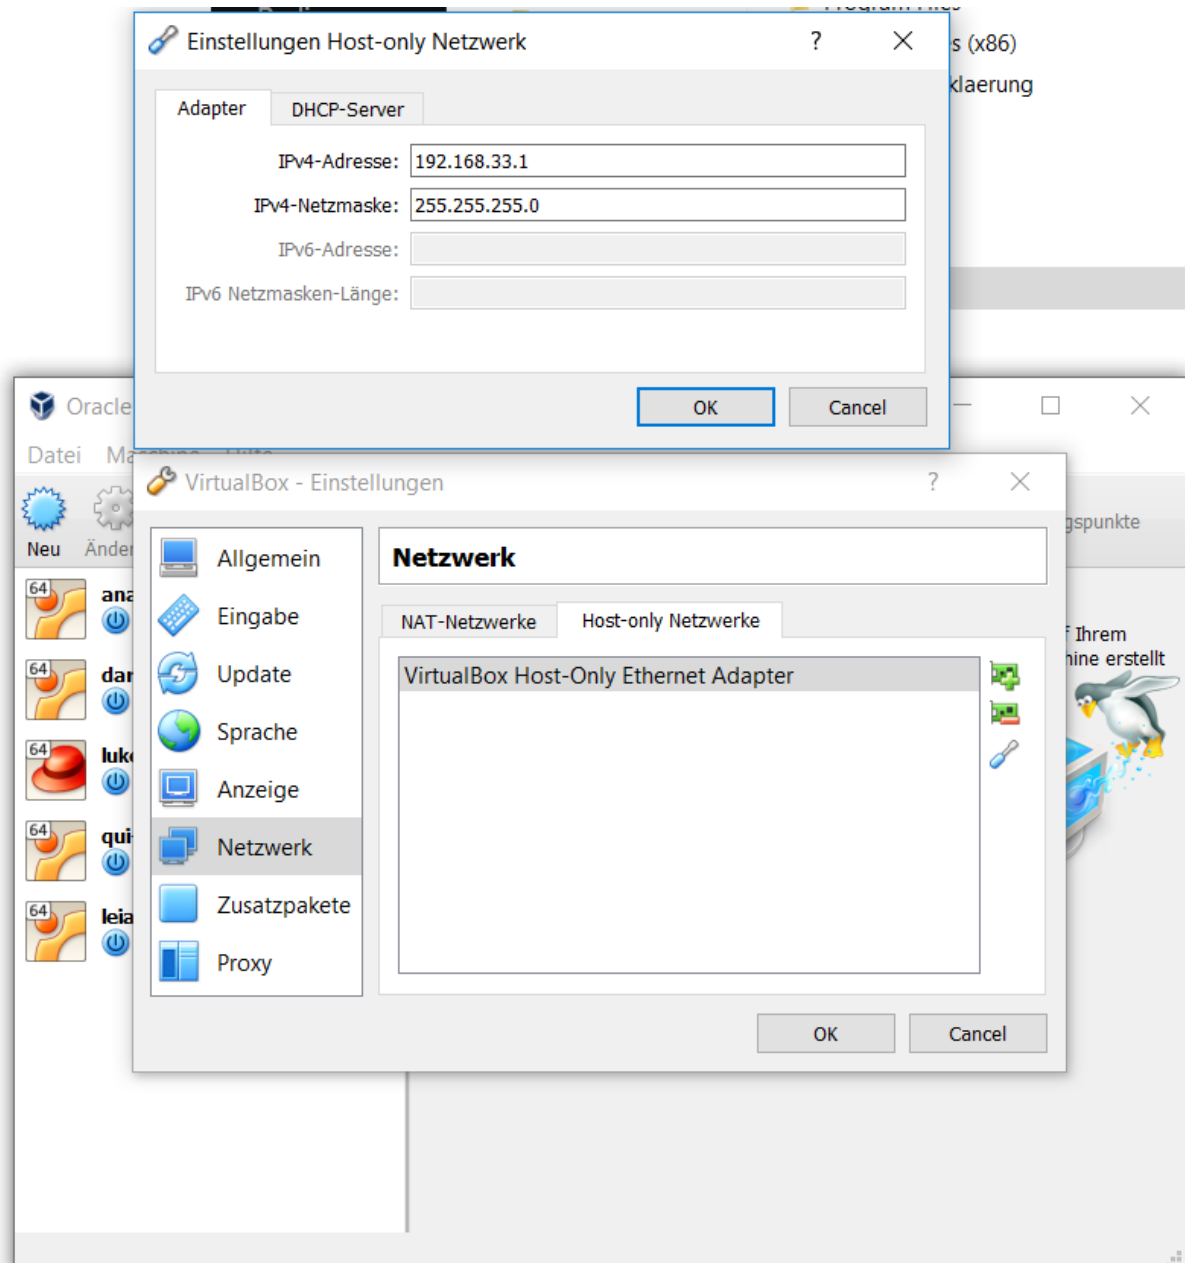 Program Files
Einstellungen Host-only Netzwerk
?
s (x86)
klaerung
Adapter
DHCP-Server
IPv4-Adresse: 192.168.33.1
IPv4-Netzmaske: 255.255.255.0
IPv6-Adresse:
IPv6 Netzmasken-Länge:
OK
Cancel
Oracle
Datei
VirtualBox - Einstellungen
?
gspunkte
Neu
Änder
64
ana
64
dar
64
luke
64
qui-
64
leia
Allgemein
Eingabe
Update
Sprache
Anzeige
Netzwerk
Zusatzpakete
Proxy
Netzwerk
NAT-Netzwerke
Host-only Netzwerke
VirtualBox Host-Only Ethernet Adapter
OK
Cancel
f Ihrem
hine erstellt